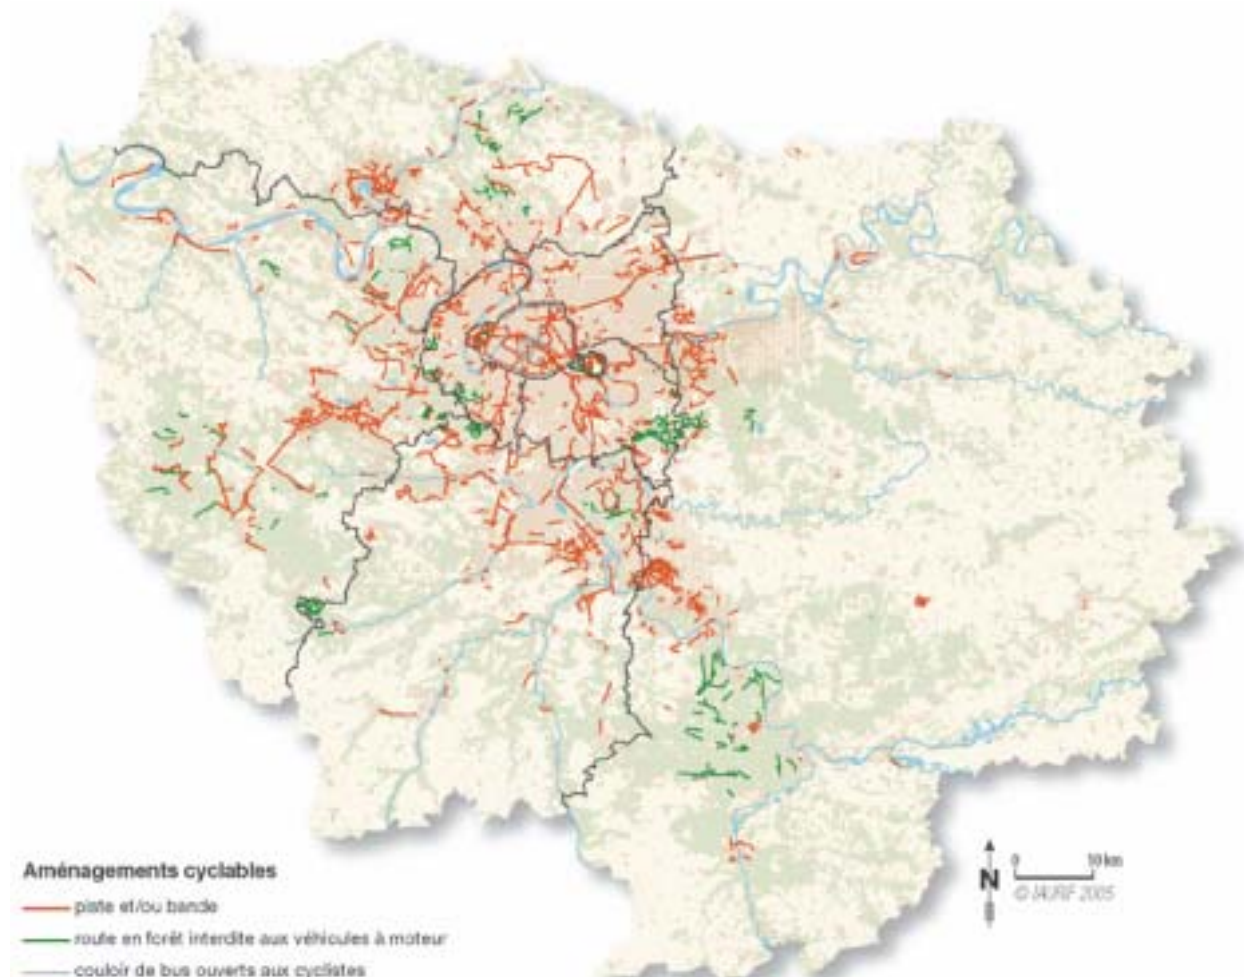 Aménagements cyclables
piste et/ou bande
route en forêt interdite aux véhicules à moteur
couloir de bus ouverts aux cyclistes
N
0 10 km
© IAURIF 2005